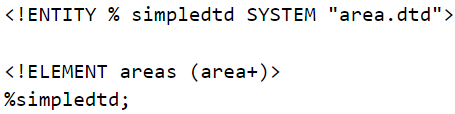 <!ENTITY % simpledtd SYSTEM "area.dtd">
<!ELEMENT areas (area+)>
%simpledtd;